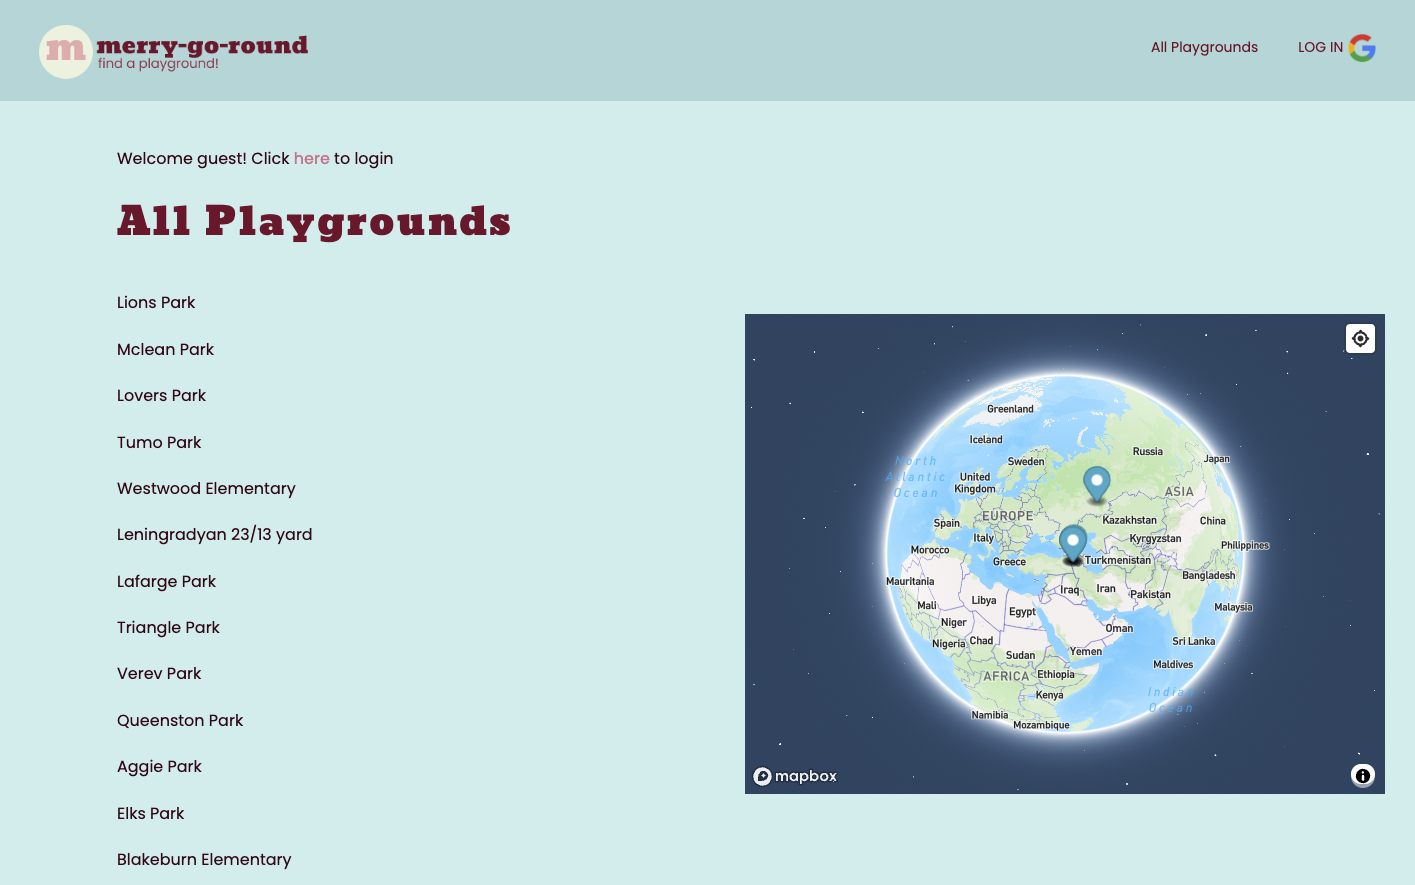 m merry-go-round
find a playground!
All Playgrounds
LOG IN
Welcome guest! Click here to login
All Playgrounds
Lions Park
Mclean Park
Lovers Park
Tumo Park
Westwood Elementary
Leningradyan 23/13 yard
Lafarge Park
Triangle Park
Verev Park
Queenston Park
Aggie Park
Elks Park
Blakeburn Elementary
Greenland
Iceland
Russia
Japan
Sweden
North
Atlantic
Ocean
United
Kingdom
ASIA
EUROPE
Spain
Kazakhstan
China
Italy
Kyrgyzstan
Philippines
Morocco
Greece
Turkmenistan
Mauritania
Iraq
Iran
Pakistan
Bangladesh
Mali
Libya
Egypt
Malaysia
Niger
Oman
Nigeria
Chad
Sri Lanka
Sudan
Yemen
Maldives
AFRICA
Ethiopia
Kenya
Indian
Ocean
Namibia
Mozambique
mapbox